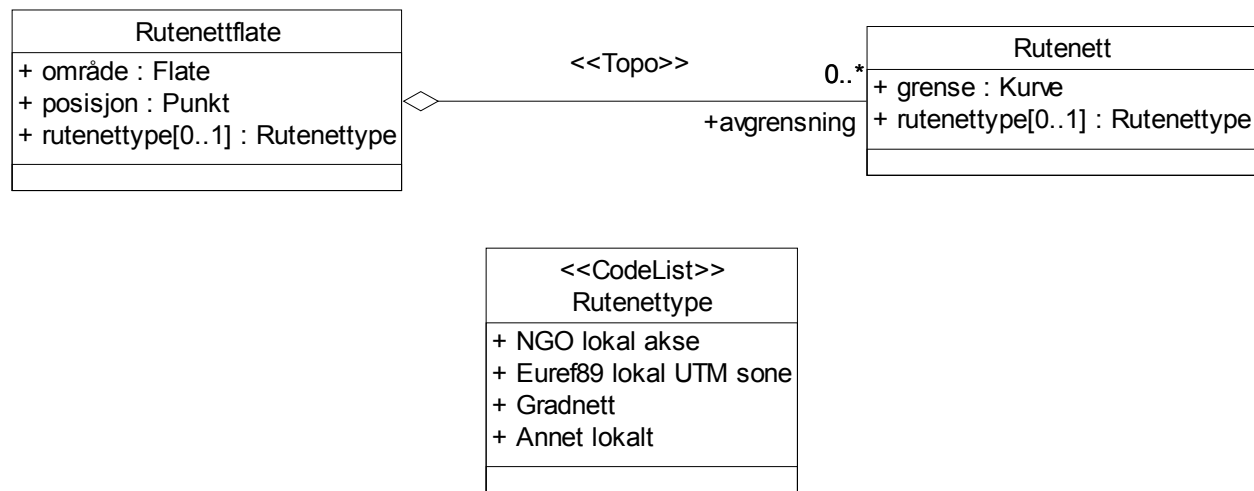 Rutenettflate
+ område : Flate
+ posisjon : Punkt
+ rutenettype[0..1] : Rutenettype
<<Topo>>
0..*
+avgrensning
Rutenett
+ grense : Kurve
+ rutenettype[0..1] : Rutenettype
<<CodeList>>
Rutenettype
+ NGO lokal akse
+ Euref89 lokal UTM sone
+ Gradnett
+ Annet lokalt